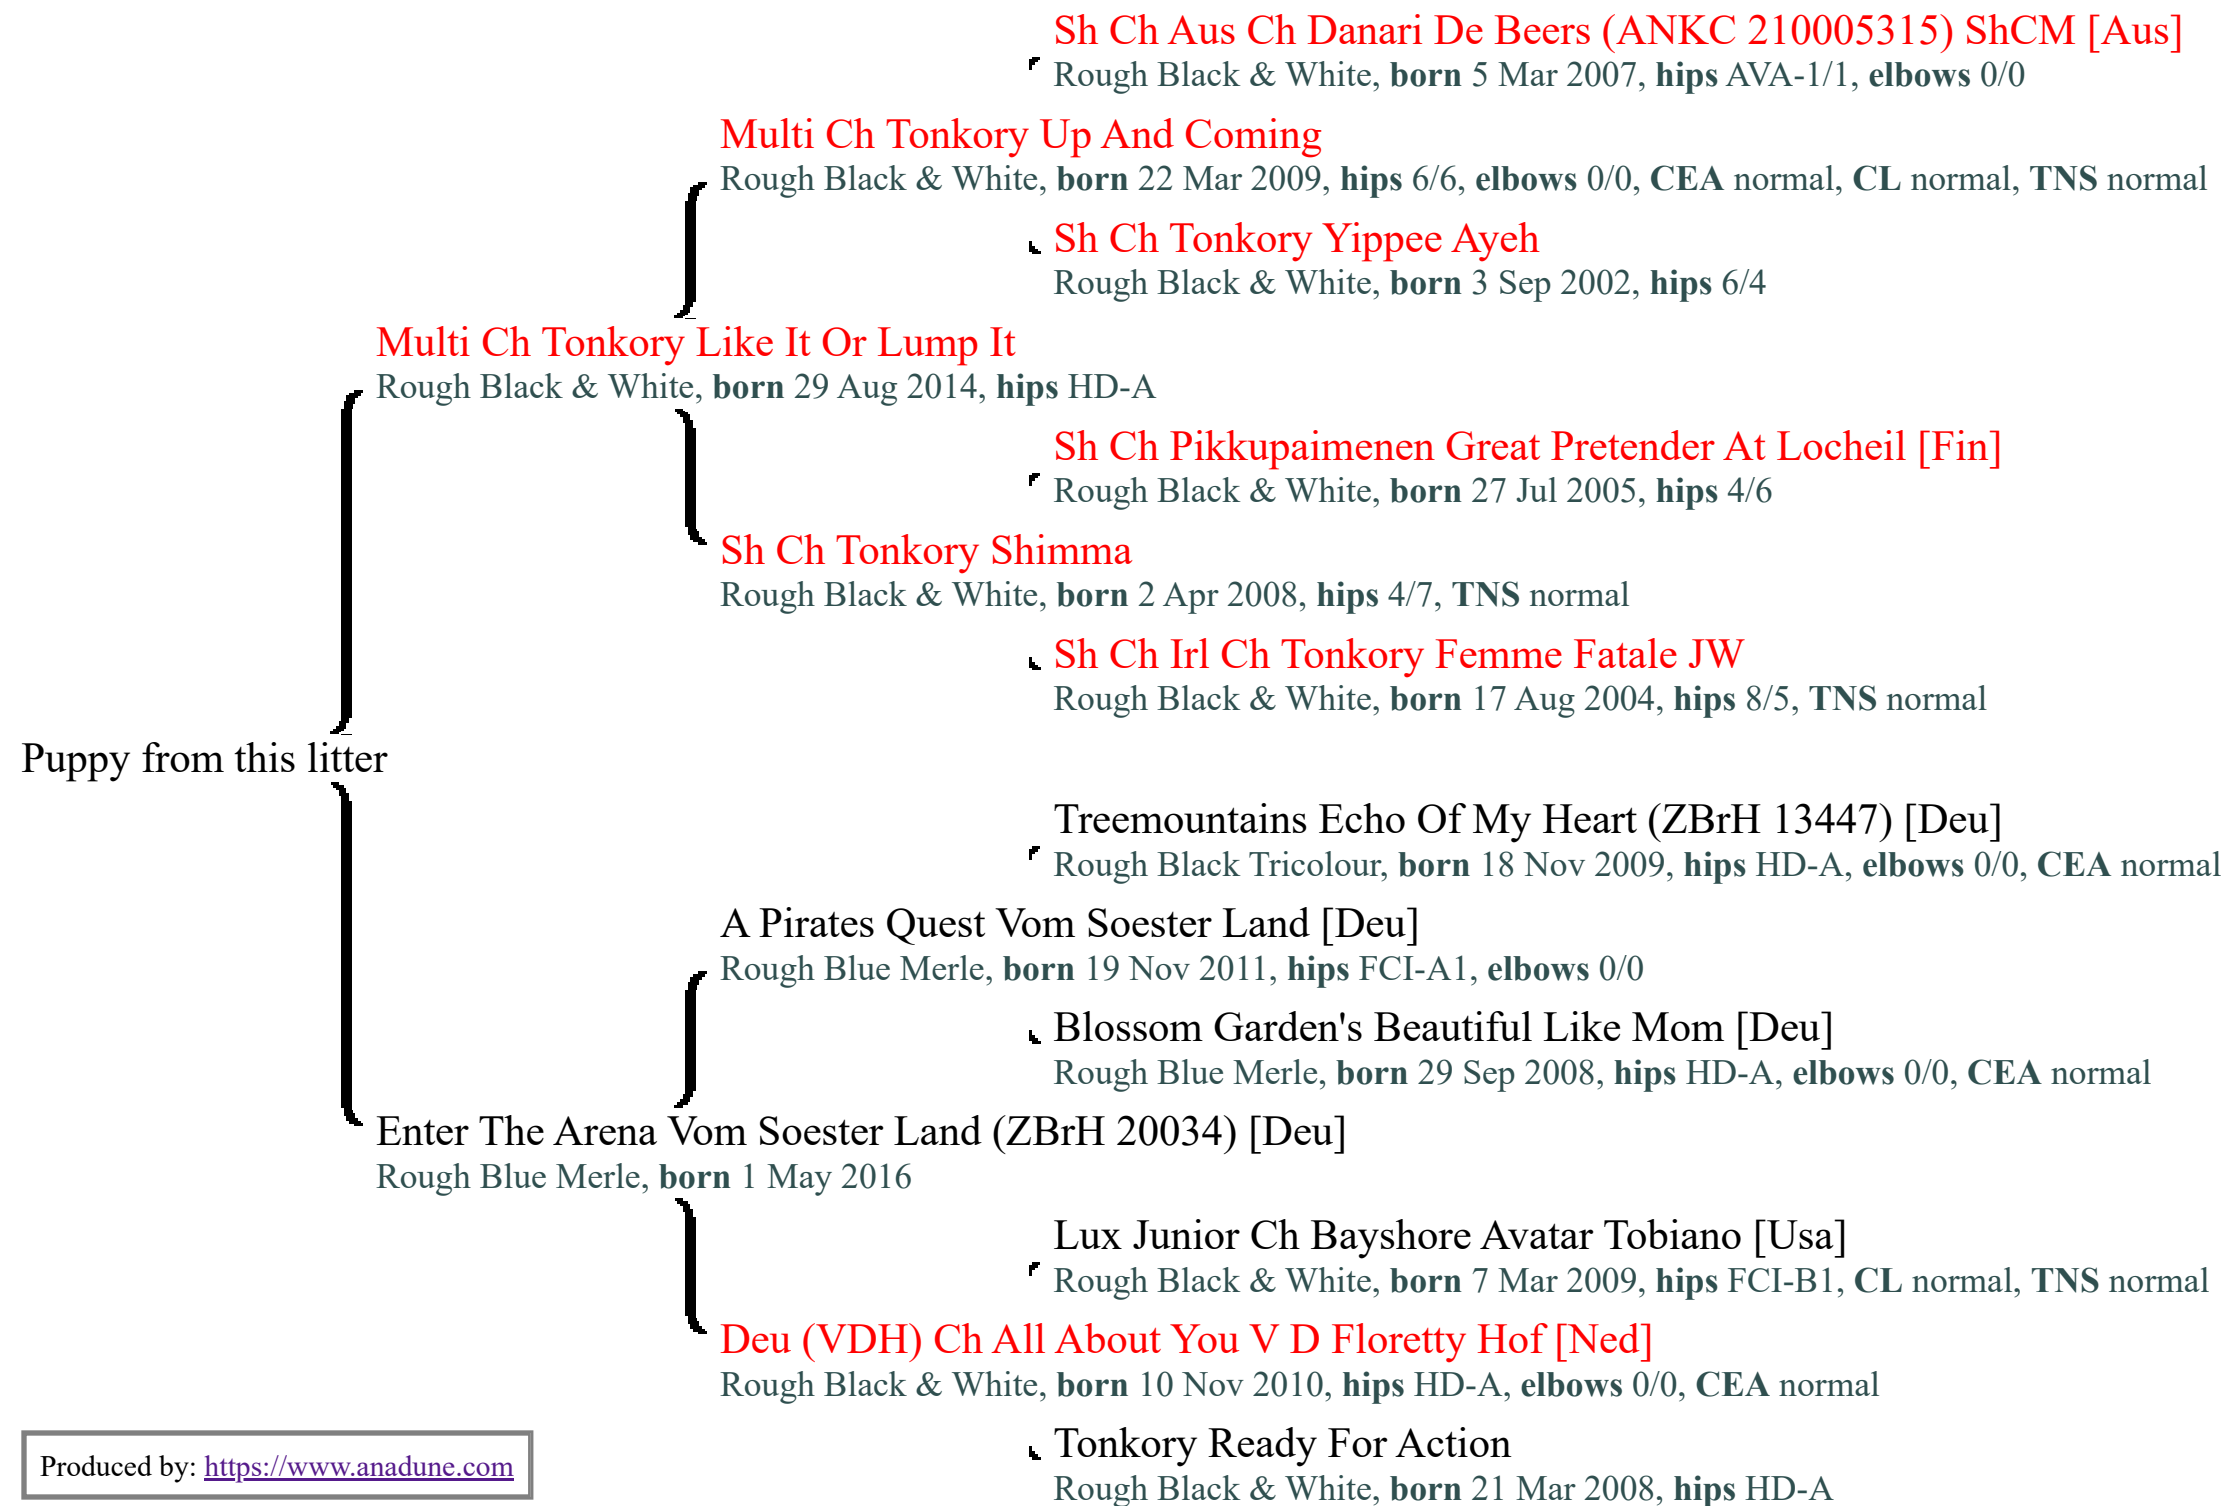 Sh Ch Aus Ch Danari De Beers (ANKC 210005315) ShCM [Aus]
Rough Black & White, born 5 Mar 2007, hips AVA-1/1, elbows 0/0
Multi Ch Tonkory Up And Coming
Rough Black & White, born 22 Mar 2009, hips 6/6, elbows 0/0, CEA normal, CL normal, TNS normal
Sh Ch Tonkory Yippee Ayeh
Rough Black & White, born 3 Sep 2002, hips 6/4
Multi Ch Tonkory Like It Or Lump It
Rough Black & White, born 29 Aug 2014, hips HD-A
Sh Ch Pikkupaimenen Great Pretender At Locheil [Fin]
Rough Black & White, born 27 Jul 2005, hips 4/6
Sh Ch Tonkory Shimma
Rough Black & White, born 2 Apr 2008, hips 4/7, TNS normal
Sh Ch Irl Ch Tonkory Femme Fatale JW
Rough Black & White, born 17 Aug 2004, hips 8/5, TNS normal
Puppy from this litter
Treemountains Echo Of My Heart (ZBrH 13447) [Deu]
Rough Black Tricolour, born 18 Nov 2009, hips HD-A, elbows 0/0, CEA normal
A Pirates Quest Vom Soester Land [Deu]
Rough Blue Merle, born 19 Nov 2011, hips FCI-A1, elbows 0/0
Blossom Garden's Beautiful Like Mom [Deu]
Rough Blue Merle, born 29 Sep 2008, hips HD-A, elbows 0/0, CEA normal
Enter The Arena Vom Soester Land (ZBrH 20034) [Deu]
Rough Blue Merle, born 1 May 2016
Lux Junior Ch Bayshore Avatar Tobiano [Usa]
Rough Black & White, born 7 Mar 2009, hips FCI-B1, CL normal, TNS normal
Deu (VDH) Ch All About You V D Floretty Hof [Ned]
Rough Black & White, born 10 Nov 2010, hips HD-A, elbows 0/0, CEA normal
Tonkory Ready For Action
Rough Black & White, born 21 Mar 2008, hips HD-A
Produced by: https://www.anadune.com